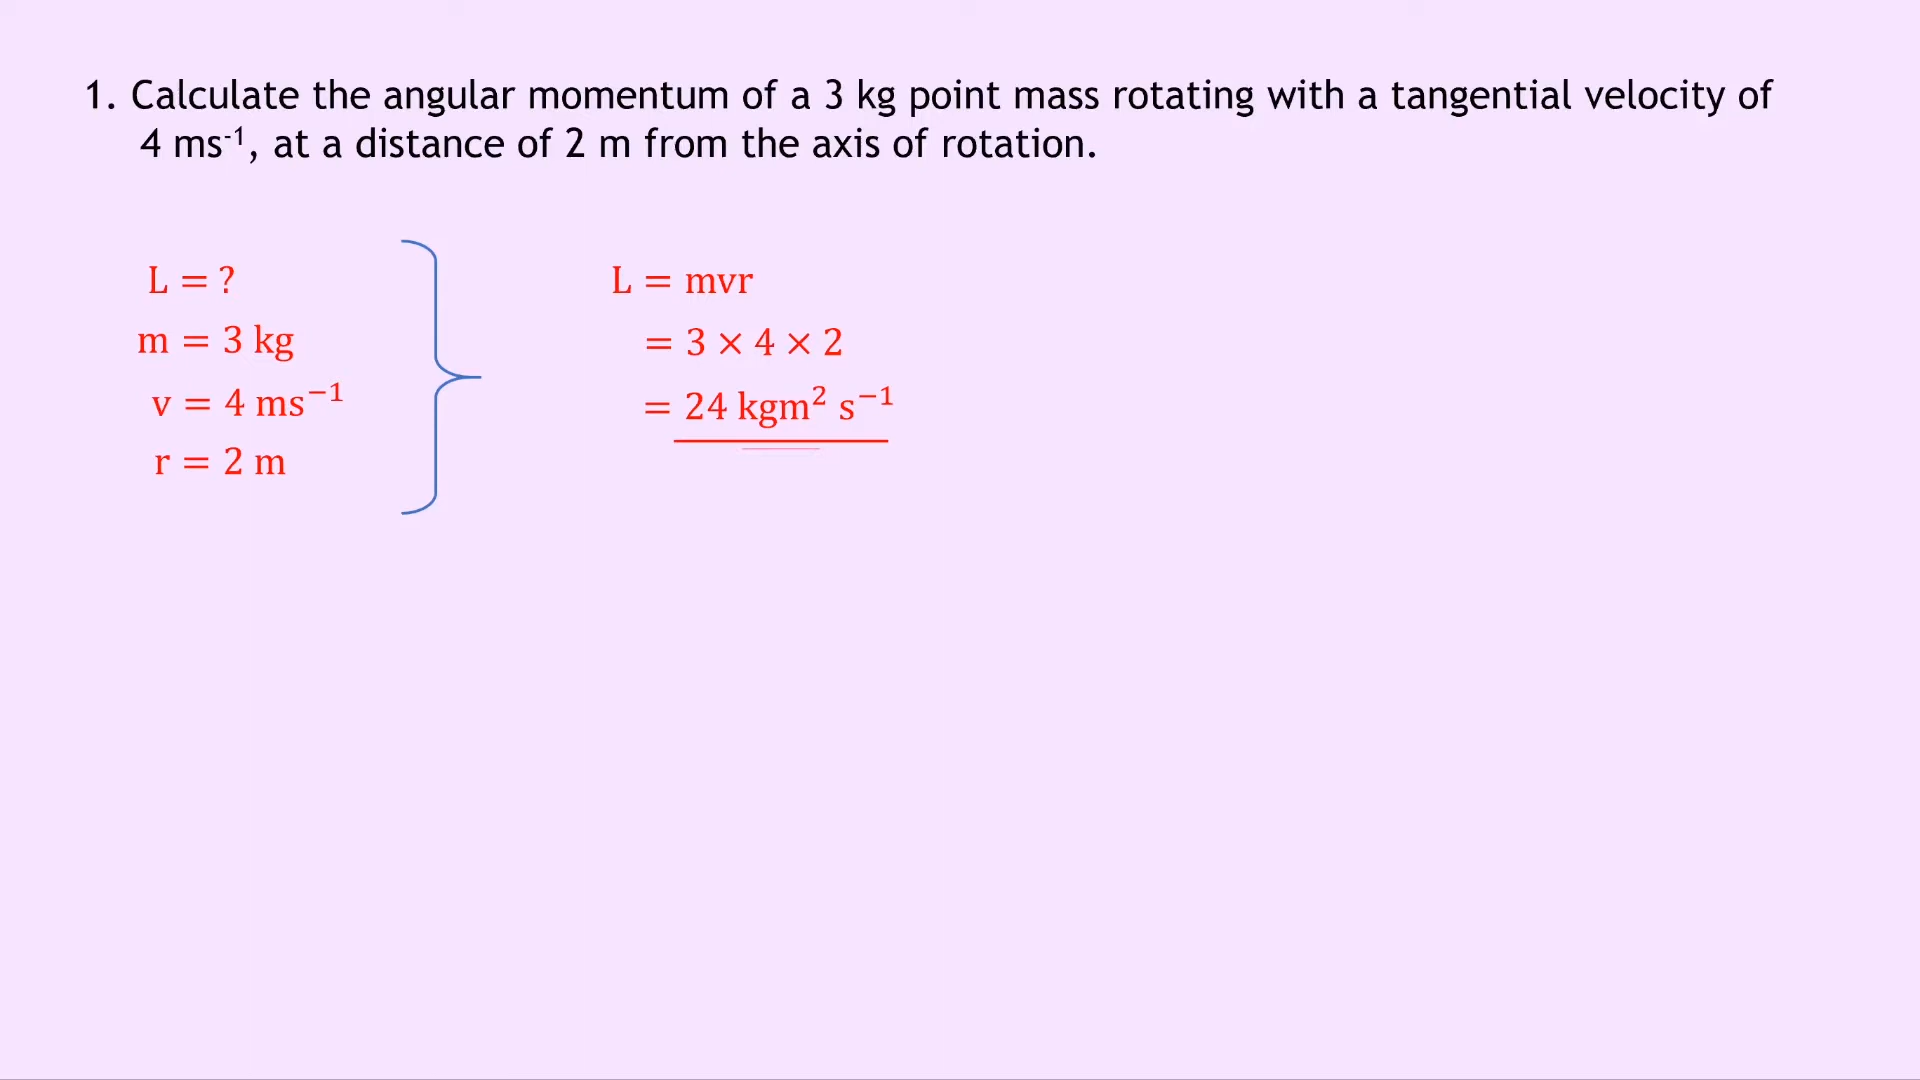 1. Calculate the angular momentum of a 3 kg point mass rotating with a tangential velocity of
4 ms⁻¹, at a distance of 2 m from the axis of rotation.
L = ?
m = 3 kg
v = 4 ms⁻¹
r = 2 m
L = mvr
= 3 × 4 × 2
= 24 kgm² s⁻¹